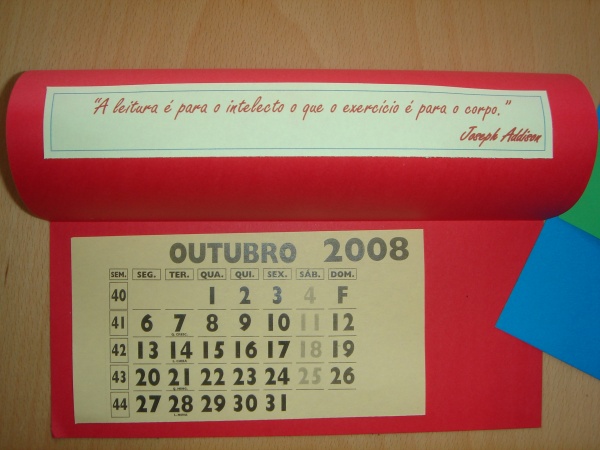 "A leitura é para o intelecto o que o exercício é para o corpo."
Joseph Addison
OUTUBRO 2008
SEM. SEG. TER. QUA. QUI. SEX. SÁB. DOM.
40 1 2 3 4 F
41 6 7 8 9 10 11 12
42 13 14 15 16 17 18 19
43 20 21 22 23 24 25 26
44 27 28 29 30 31